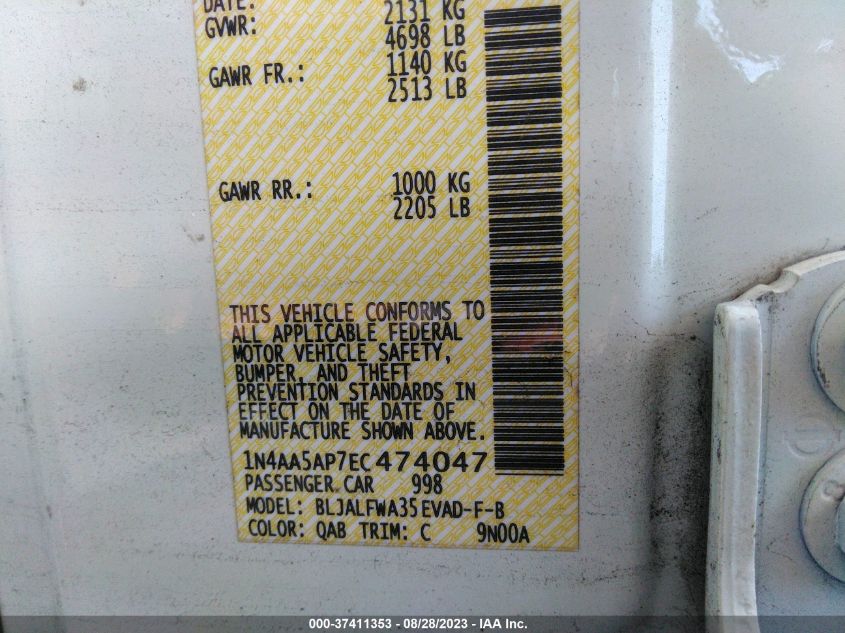 DATE:
GVWR: 2131 KG
4698 LB
GAWR FR.: 1140 KG
2513 LB
GAWR RR.: 1000 KG
2205 LB
THIS VEHICLE CONFORMS TO
ALL APPLICABLE FEDERAL
MOTOR VEHICLE SAFETY,
BUMPER, AND THEFT
PREVENTION STANDARDS IN
EFFECT ON THE DATE OF
MANUFACTURE SHOWN ABOVE.
1N4AA5AP7EC474047
PASSENGER CAR 998
MODEL: BLJALFWA35EVAD-F-B
COLOR: QAB TRIM: C 9N00A
000-37411353 | 08/28/2023 - IAA Inc.